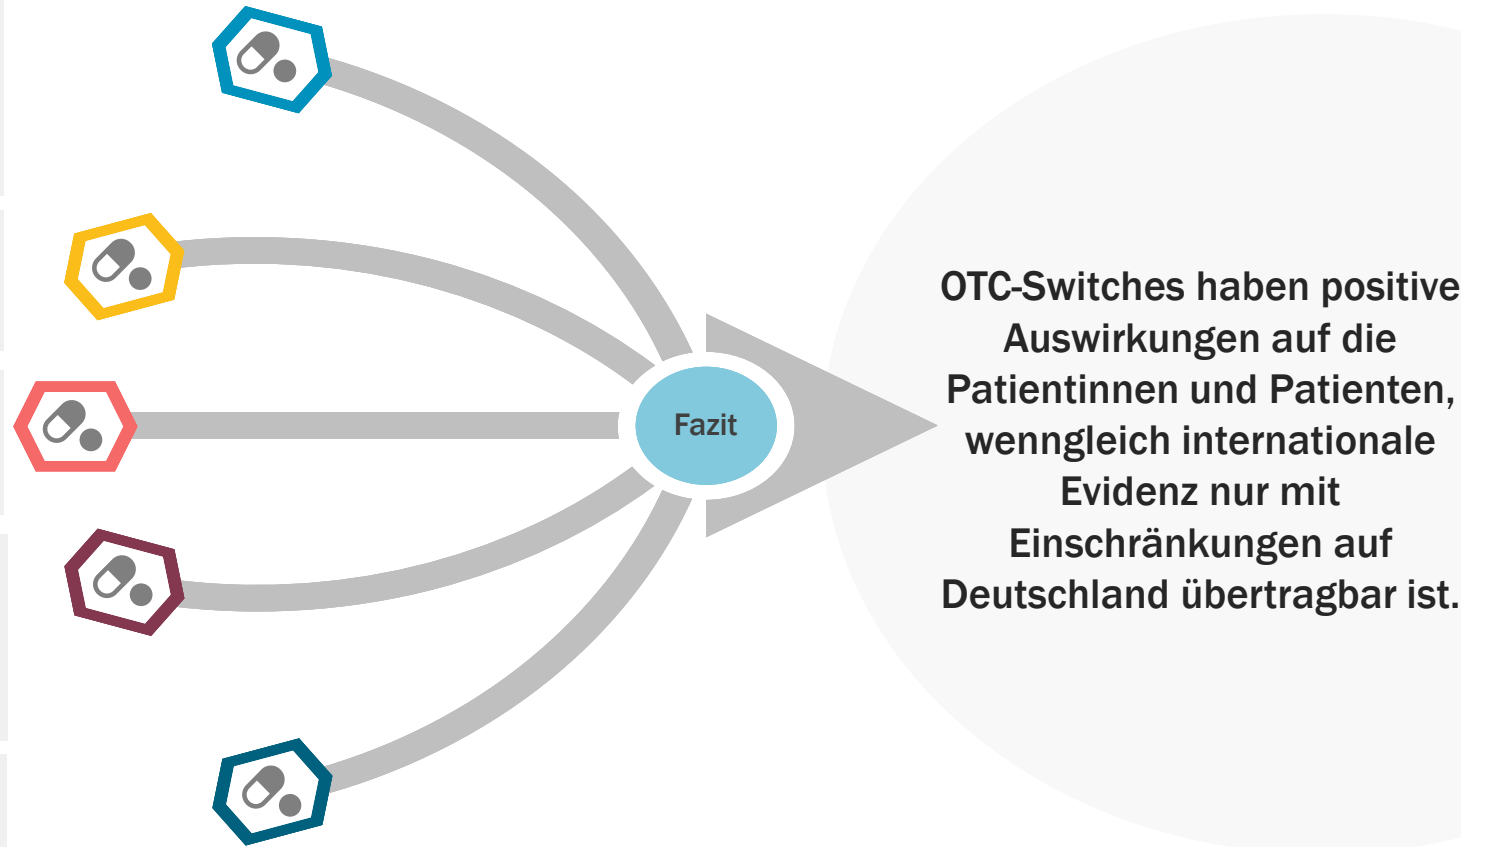 Fazit
OTC-Switches haben positive
Auswirkungen auf die
Patientinnen und Patienten,
wenngleich internationale
Evidenz nur mit
Einschränkungen auf
Deutschland übertragbar ist.